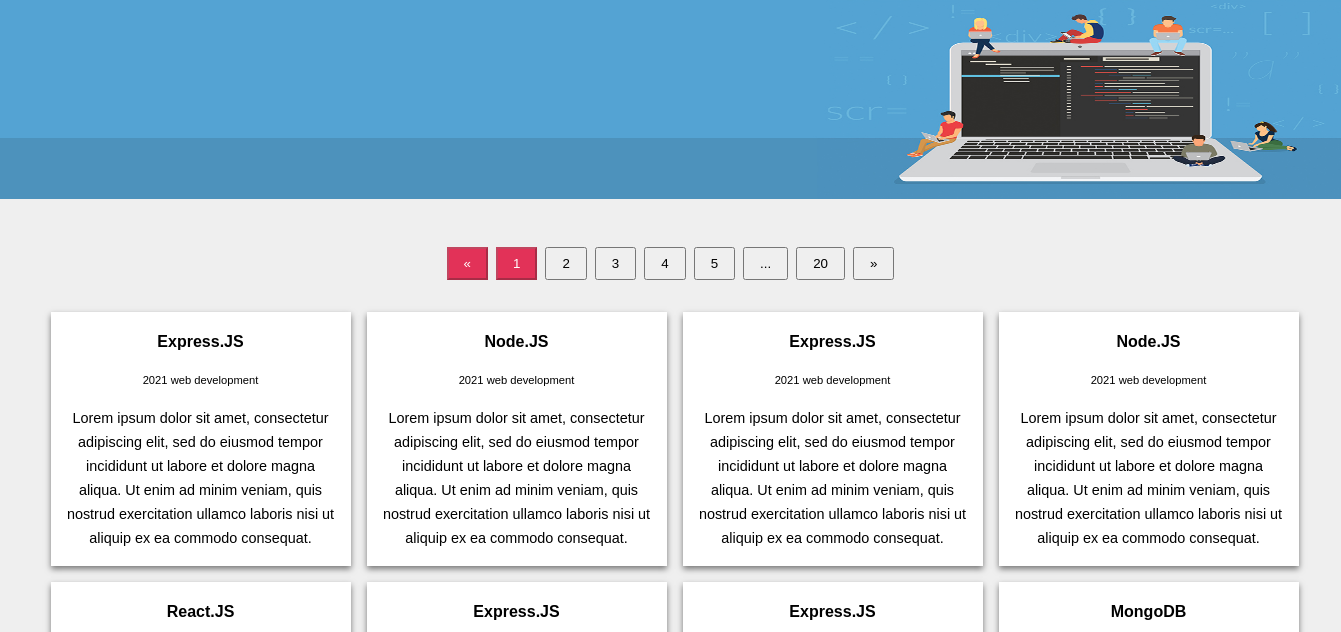 <div>
!=
{ }
[ ]
</ >
<div>
scr=...
= =
{ }
a
{ }
scr=
!=
</ >
« 1 2 3 4 5 ... 20 »
Express.JS
2021 web development
Lorem ipsum dolor sit amet, consectetur
adipiscing elit, sed do eiusmod tempor
incididunt ut labore et dolore magna
aliqua. Ut enim ad minim veniam, quis
nostrud exercitation ullamco laboris nisi ut
aliquip ex ea commodo consequat.
Node.JS
2021 web development
Lorem ipsum dolor sit amet, consectetur
adipiscing elit, sed do eiusmod tempor
incididunt ut labore et dolore magna
aliqua. Ut enim ad minim veniam, quis
nostrud exercitation ullamco laboris nisi ut
aliquip ex ea commodo consequat.
Express.JS
2021 web development
Lorem ipsum dolor sit amet, consectetur
adipiscing elit, sed do eiusmod tempor
incididunt ut labore et dolore magna
aliqua. Ut enim ad minim veniam, quis
nostrud exercitation ullamco laboris nisi ut
aliquip ex ea commodo consequat.
Node.JS
2021 web development
Lorem ipsum dolor sit amet, consectetur
adipiscing elit, sed do eiusmod tempor
incididunt ut labore et dolore magna
aliqua. Ut enim ad minim veniam, quis
nostrud exercitation ullamco laboris nisi ut
aliquip ex ea commodo consequat.
React.JS
Express.JS
Express.JS
MongoDB